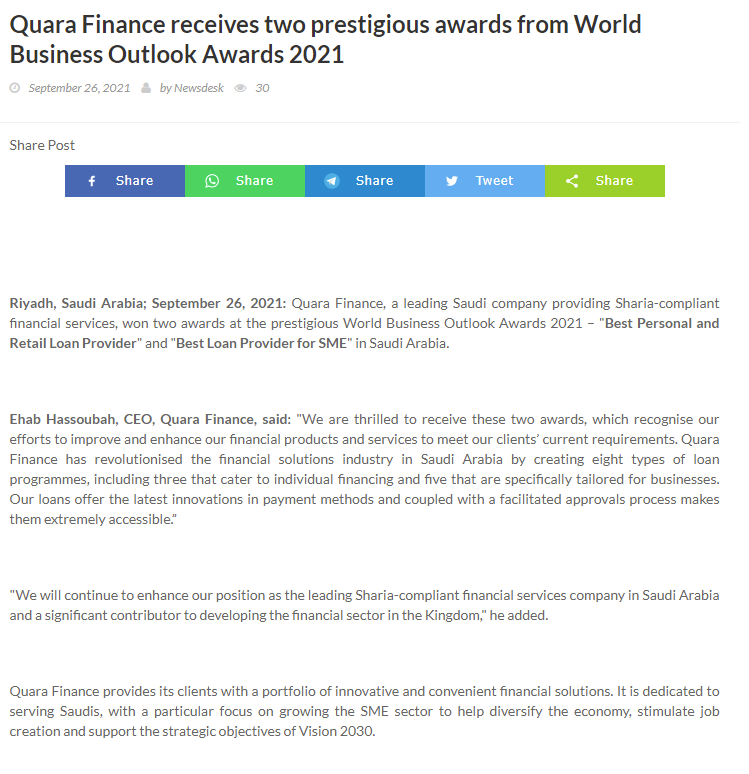 Quara Finance receives two prestigious awards from World
Business Outlook Awards 2021
September 26, 2021 by Newsdesk 30
Share Post
Share Share Share Tweet Share
Riyadh, Saudi Arabia; September 26, 2021: Quara Finance, a leading Saudi company providing Sharia-compliant
financial services, won two awards at the prestigious World Business Outlook Awards 2021 – "Best Personal and
Retail Loan Provider" and "Best Loan Provider for SME" in Saudi Arabia.
Ehab Hassoubah, CEO, Quara Finance, said: "We are thrilled to receive these two awards, which recognise our
efforts to improve and enhance our financial products and services to meet our clients’ current requirements. Quara
Finance has revolutionised the financial solutions industry in Saudi Arabia by creating eight types of loan
programmes, including three that cater to individual financing and five that are specifically tailored for businesses.
Our loans offer the latest innovations in payment methods and coupled with a facilitated approvals process makes
them extremely accessible.”
"We will continue to enhance our position as the leading Sharia-compliant financial services company in Saudi Arabia
and a significant contributor to developing the financial sector in the Kingdom," he added.
Quara Finance provides its clients with a portfolio of innovative and convenient financial solutions. It is dedicated to
serving Saudis, with a particular focus on growing the SME sector to help diversify the economy, stimulate job
creation and support the strategic objectives of Vision 2030.